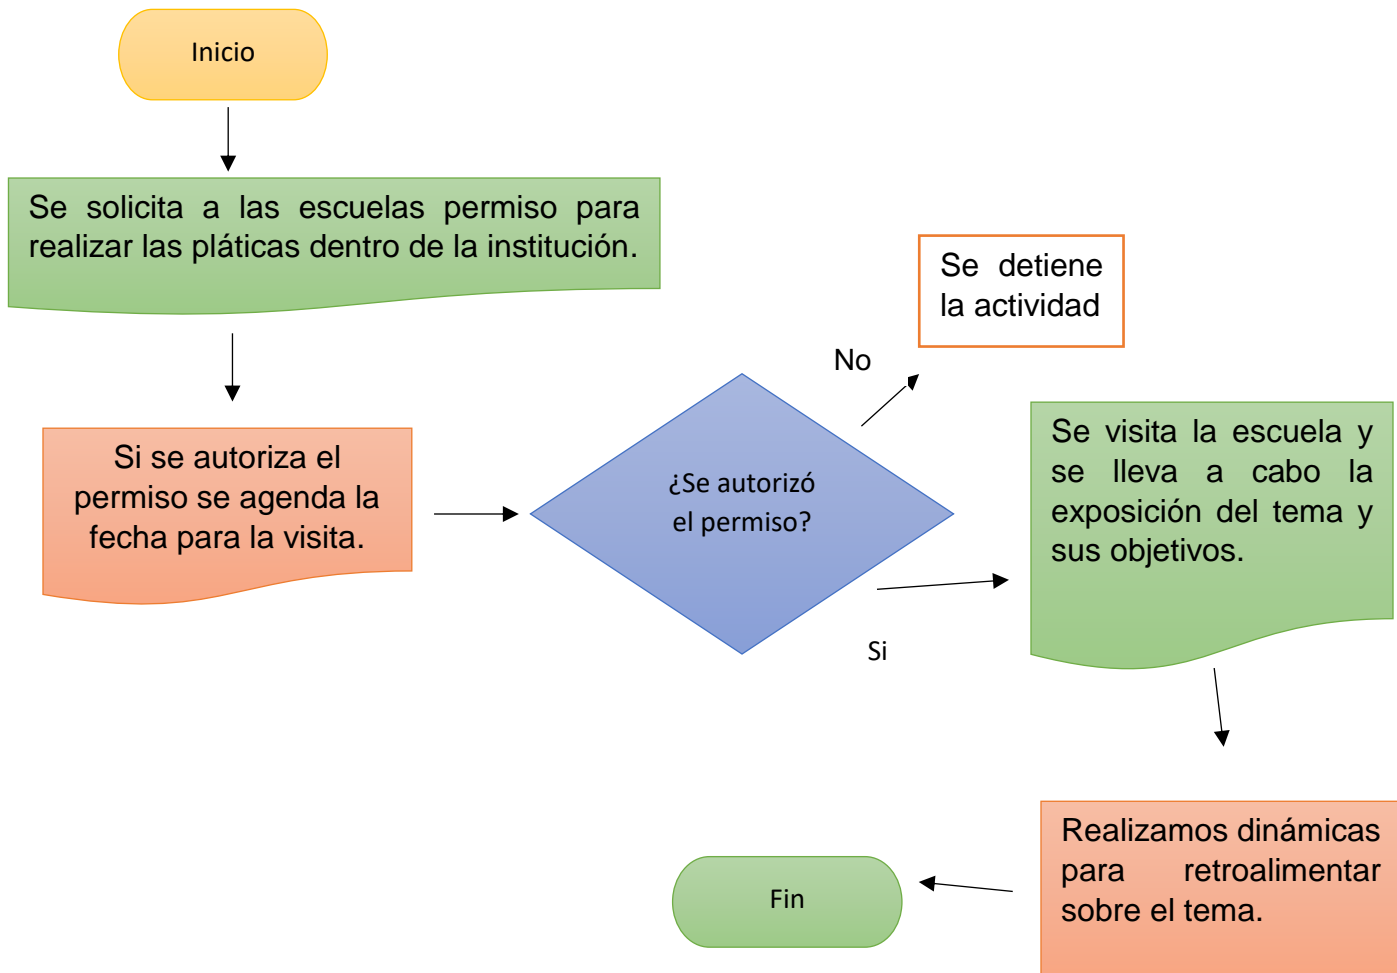 Inicio
Se solicita a las escuelas permiso para
realizar las pláticas dentro de la institución.
Si se autoriza el
permiso se agenda la
fecha para la visita.
¿Se autorizó
el permiso?
No
Se detiene
la actividad
Si
Se visita la escuela y
se lleva a cabo la
exposición del tema y
sus objetivos.
Realizamos dinámicas
para retroalimentar
sobre el tema.
Fin